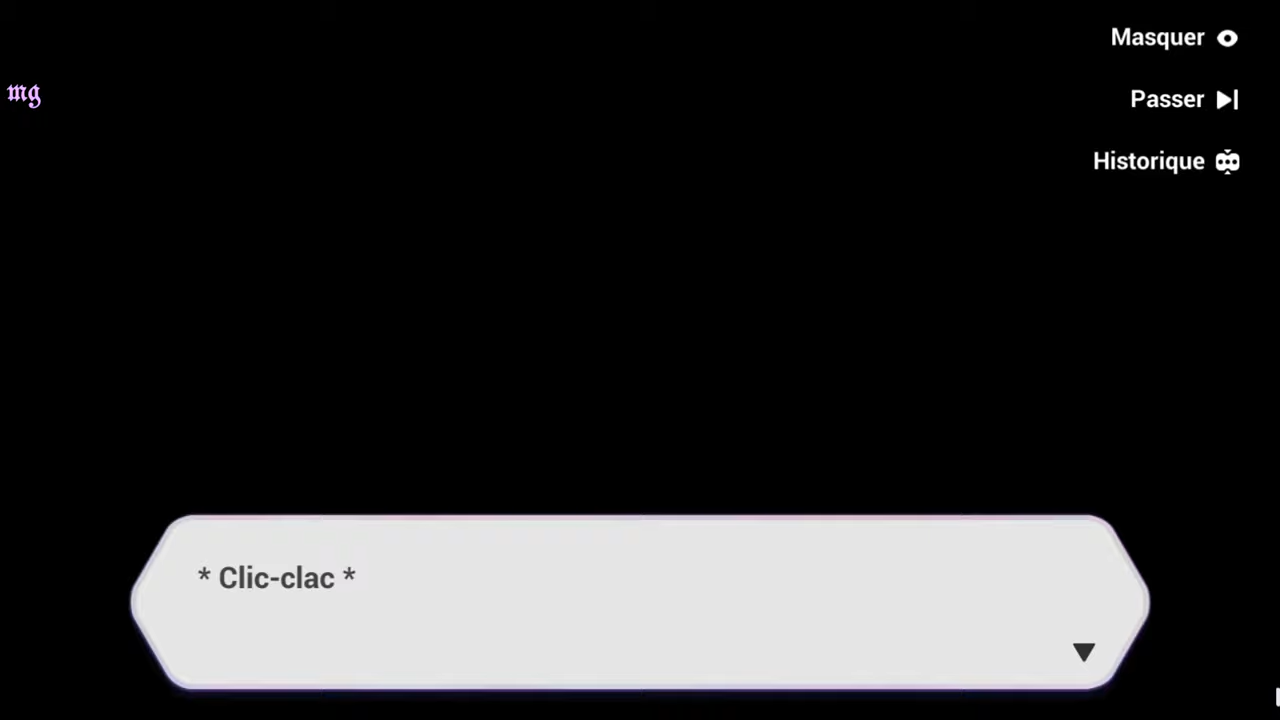 Masquer
mg
Passer
Historique
* Clic-clac *